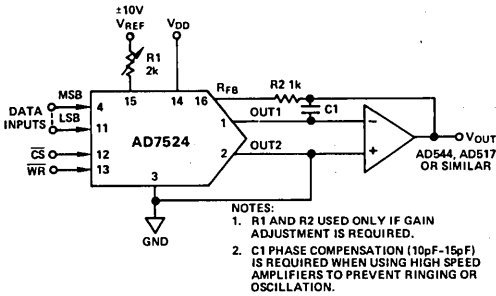 ±10V
VREF
VDD
R1
2k
RFB
R2 1k
C1
15
14
16
MSB
4
DATA
INPUTS
LSB
11
OUT1
1
AD7524
OUT2
2
CS
12
WR
13
3
GND
−
+
VOUT
AD544, AD517
OR SIMILAR
NOTES:
1. R1 AND R2 USED ONLY IF GAIN
ADJUSTMENT IS REQUIRED.
2. C1 PHASE COMPENSATION (10pF-15pF)
IS REQUIRED WHEN USING HIGH SPEED
AMPLIFIERS TO PREVENT RINGING OR
OSCILLATION.